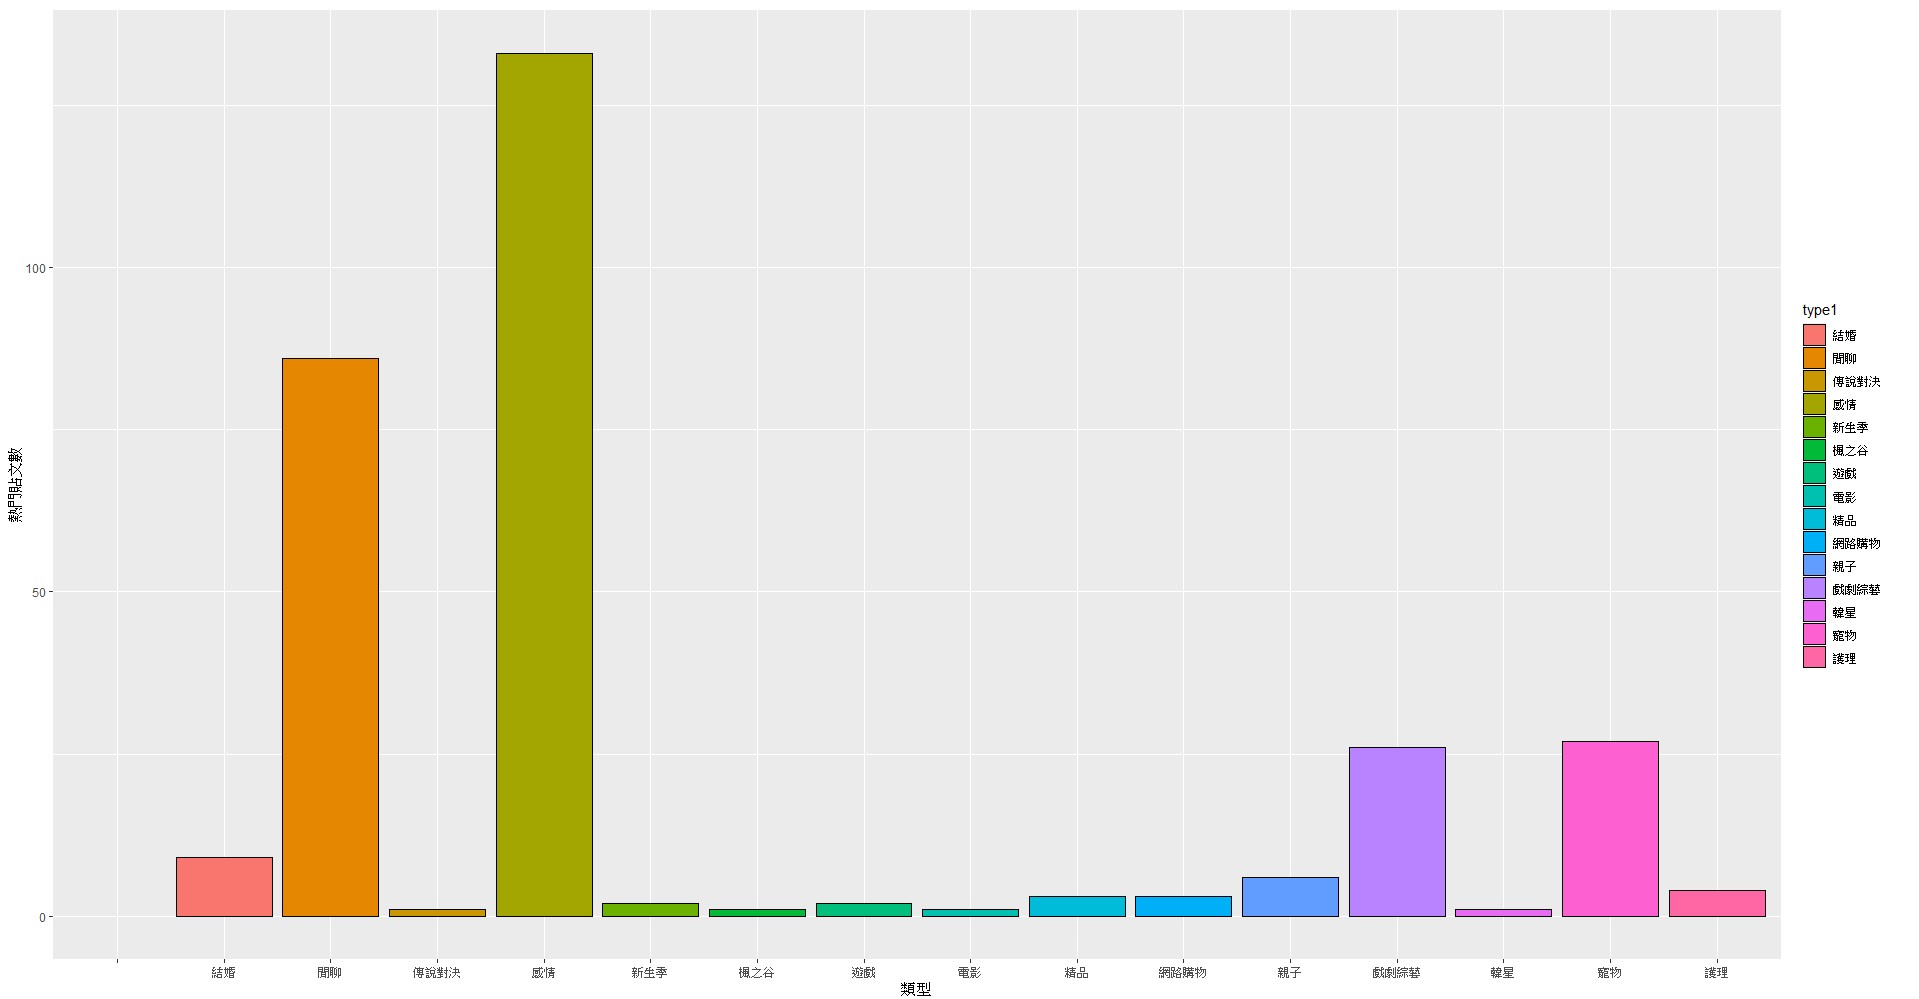 熱門貼文數
100
50
0
結婚
閒聊
傳說對決
感情
新生季
楓之谷
遊戲
電影
精品
網路購物
親子
戲劇綜藝
韓星
寵物
護理
類型
type1
結婚
閒聊
傳說對決
感情
新生季
楓之谷
遊戲
電影
精品
網路購物
親子
戲劇綜藝
韓星
寵物
護理